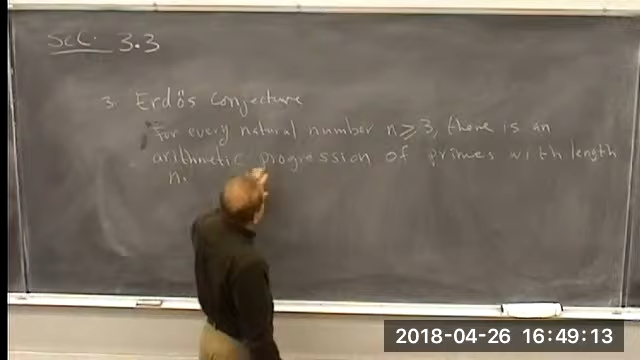 Sec. 3.3
3. Erdős Conjecture
For every natural number n ≥ 3, there is an
arithmetic progression of primes with length
n.
2018-04-26 16:49:13